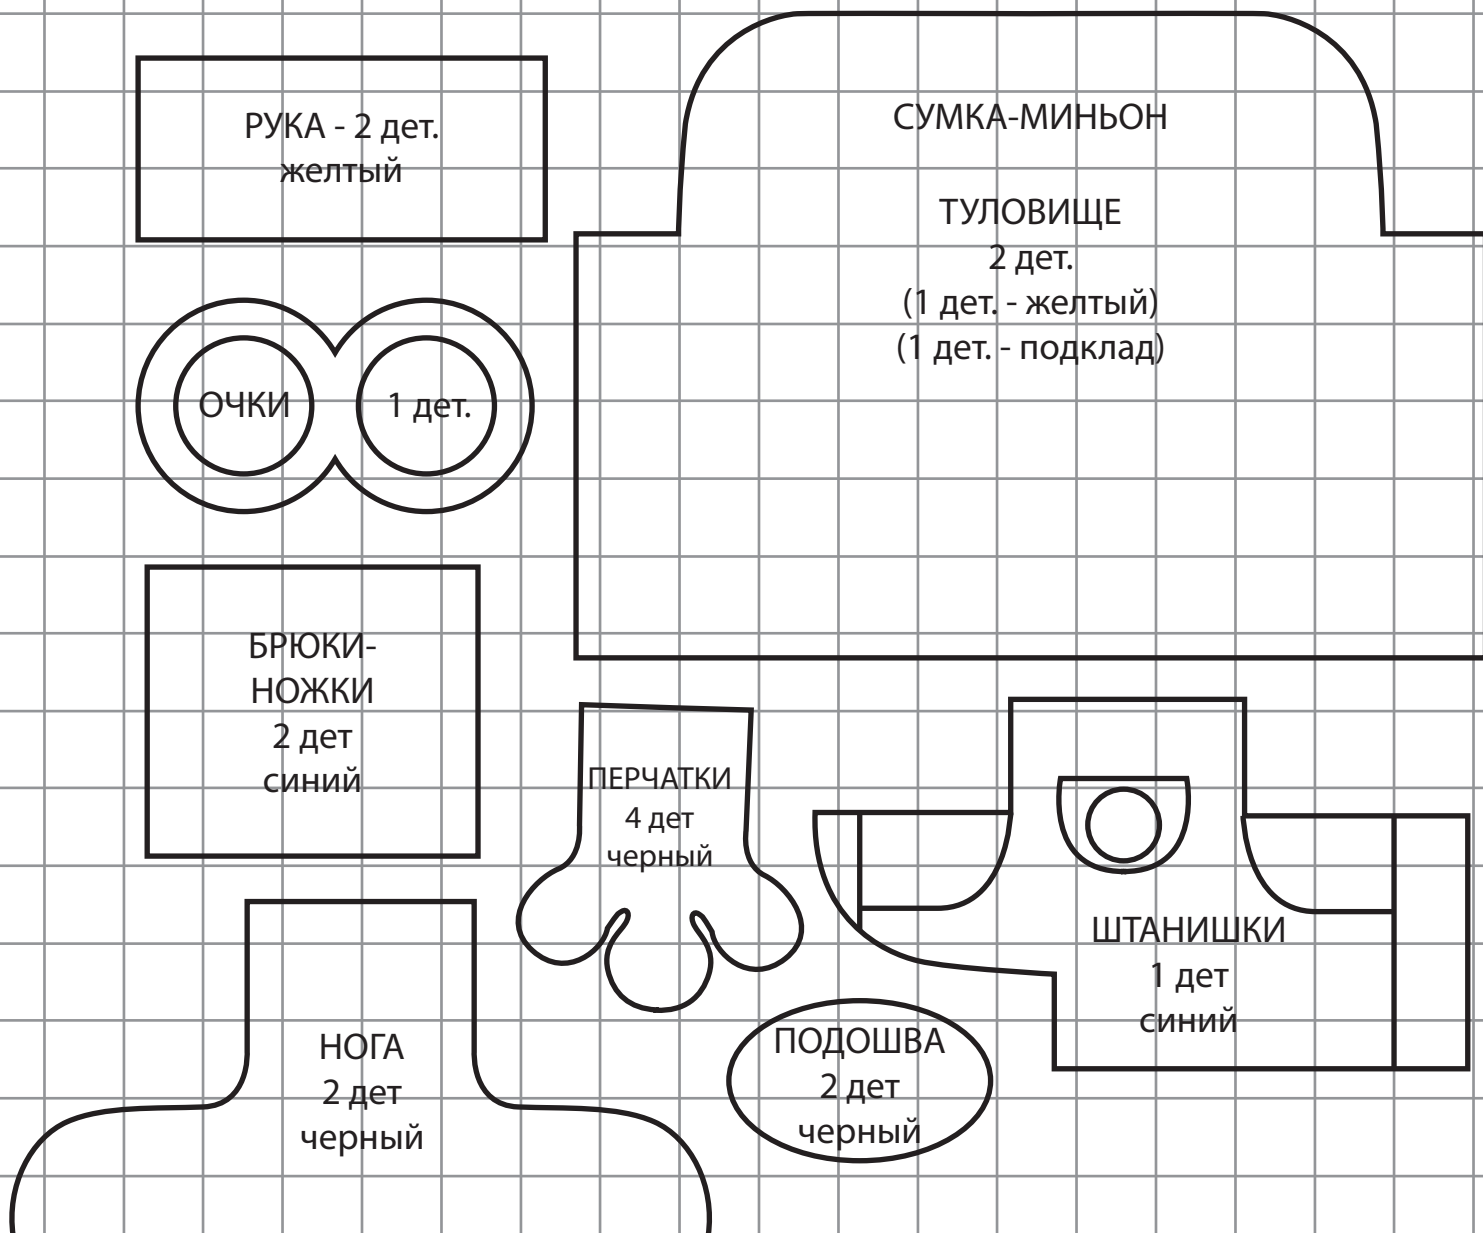 РУКА - 2 дет.
желтый
СУМКА-МИНЬОН
ТУЛОВИЩЕ
2 дет.
(1 дет. - желтый)
(1 дет. - подклад)
ОЧКИ
1 дет.
БРЮКИ-
НОЖКИ
2 дет
синий
ПЕРЧАТКИ
4 дет
черный
ШТАНИШКИ
1 дет
синий
НОГА
2 дет
черный
ПОДОШВА
2 дет
черный